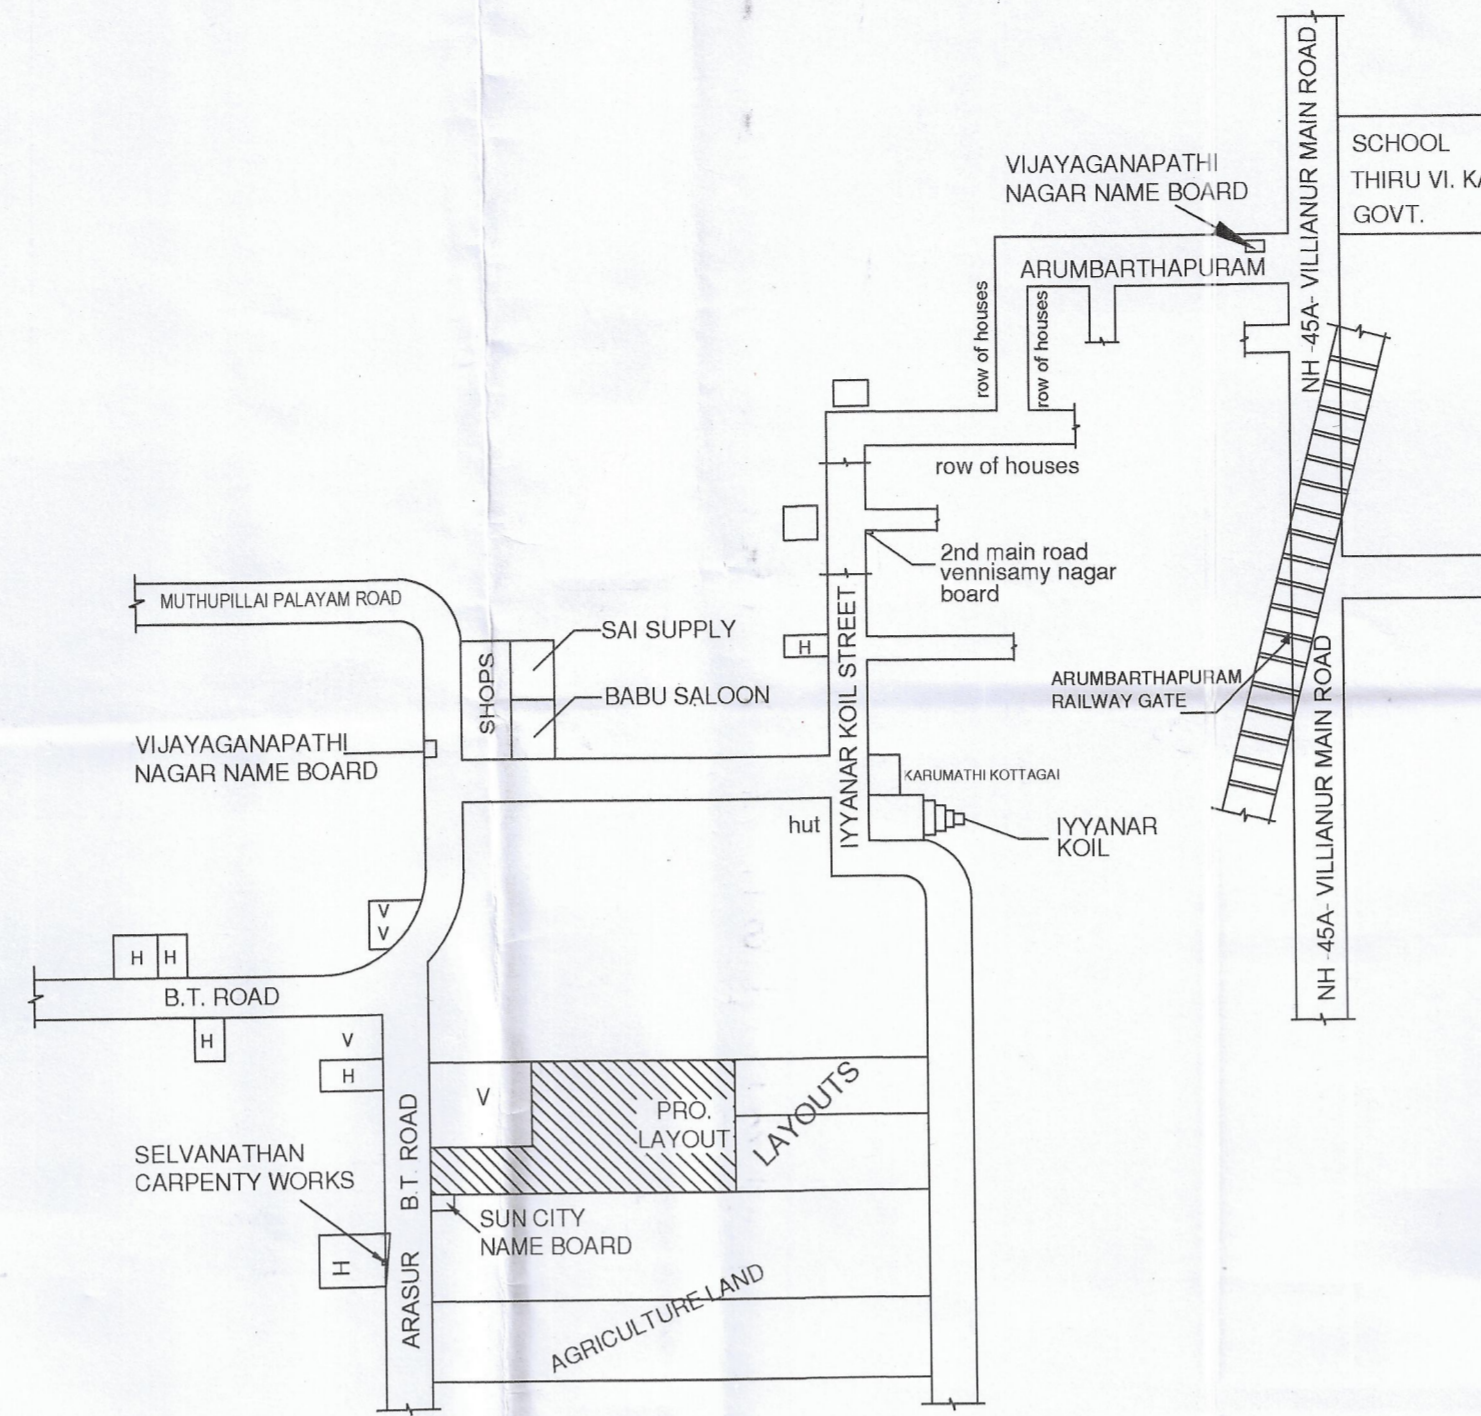 NH -45A- VILLIANUR MAIN ROAD
SCHOOL
THIRU VI. KA
GOVT.
VIJAYAGANAPATHI
NAGAR NAME BOARD
ARUMBARTHAPURAM
row of houses
row of houses
row of houses
2nd main road
vennisamy nagar
board
MUTHUPILLAI PALAYAM ROAD
SHOPS
SAI SUPPLY
BABU SALOON
H
IYYANAR KOIL STREET
ARUMBARTHAPURAM
RAILWAY GATE
NH -45A- VILLIANUR MAIN ROAD
VIJAYAGANAPATHI
NAGAR NAME BOARD
KARUMATHI KOTTAGAI
hut
IYYANAR
KOIL
V
V
H H
B.T. ROAD
H
V
H
V
PRO.
LAYOUT
LAYOUTS
ARASUR B.T. ROAD
SELVANATHAN
CARPENTY WORKS
SUN CITY
NAME BOARD
H
AGRICULTURE LAND